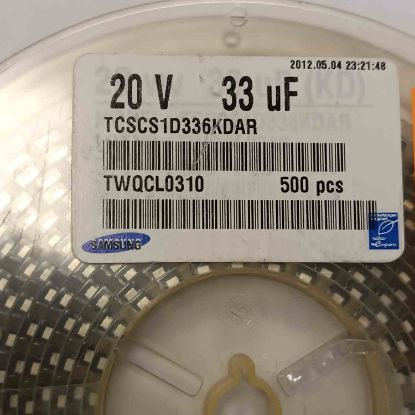 2012.05.04 23:21:48
20 V 33 uF
TCSCS1D336KDAR
TWQCL0310 500 pcs
SAMSUNG